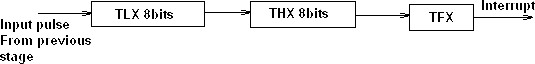 TLX 8bits
THX 8bits
TFX
Interrupt
Input pulse
From previous
stage